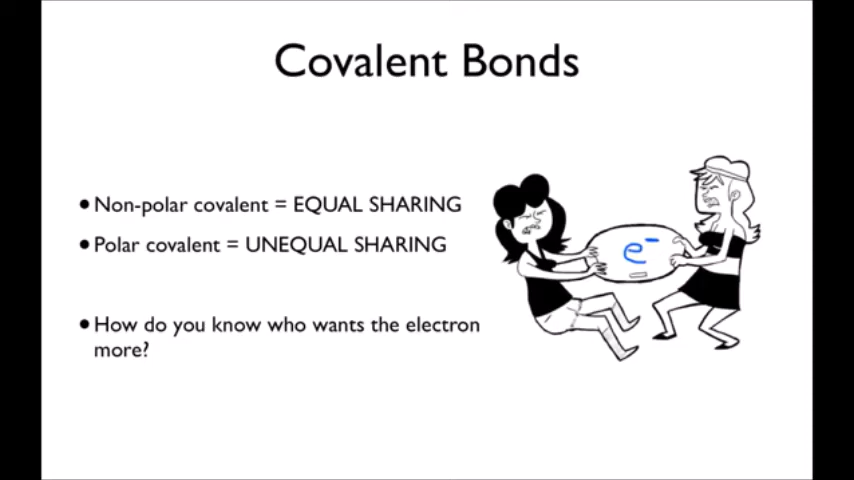 Covalent Bonds
•Non-polar covalent = EQUAL SHARING
•Polar covalent = UNEQUAL SHARING
•How do you know who wants the electron
more?
e⁻